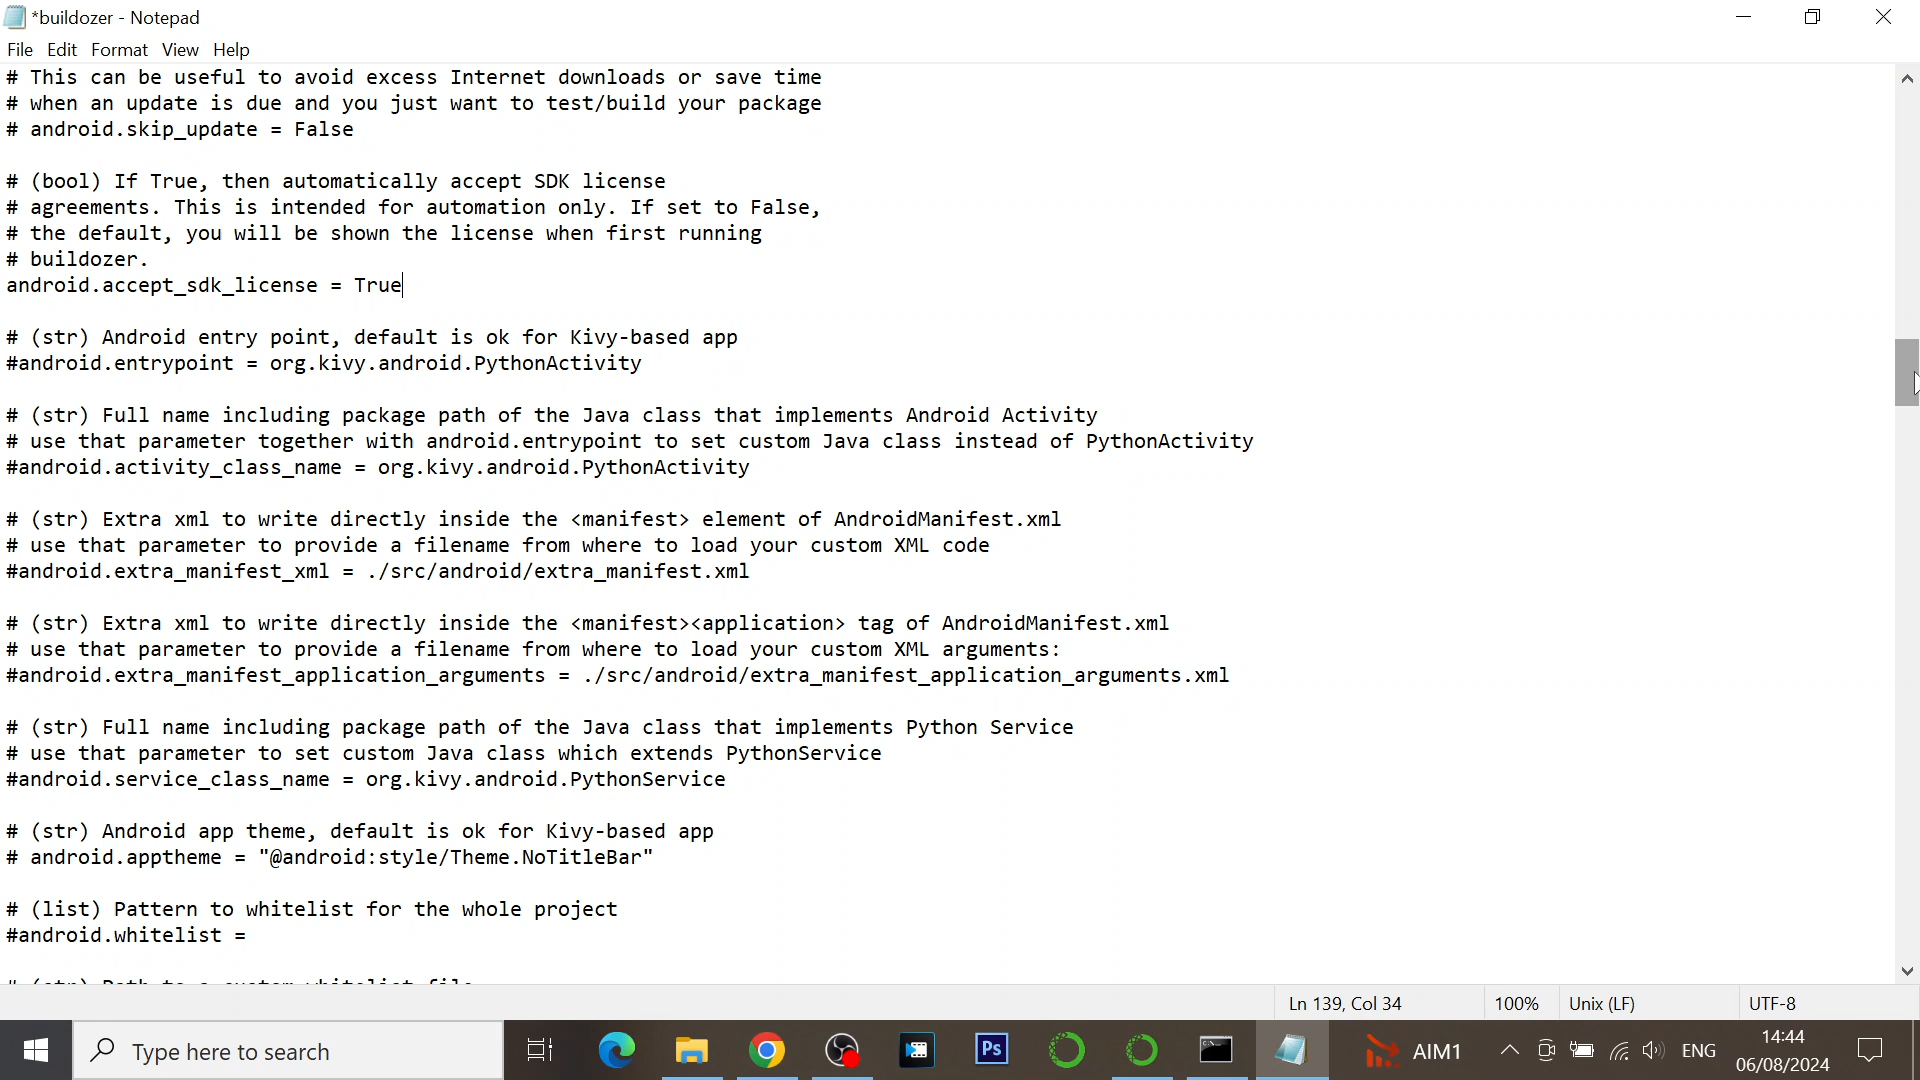 *buildozer - Notepad
File Edit Format View Help
# This can be useful to avoid excess Internet downloads or save time
# when an update is due and you just want to test/build your package
# android.skip_update = False
# (bool) If True, then automatically accept SDK license
# agreements. This is intended for automation only. If set to False,
# the default, you will be shown the license when first running
# buildozer.
android.accept_sdk_license = True
# (str) Android entry point, default is ok for Kivy-based app
#android.entrypoint = org.kivy.android.PythonActivity
# (str) Full name including package path of the Java class that implements Android Activity
# use that parameter together with android.entrypoint to set custom Java class instead of PythonActivity
#android.activity_class_name = org.kivy.android.PythonActivity
# (str) Extra xml to write directly inside the <manifest> element of AndroidManifest.xml
# use that parameter to provide a filename from where to load your custom XML code
#android.extra_manifest_xml = ./src/android/extra_manifest.xml
# (str) Extra xml to write directly inside the <manifest><application> tag of AndroidManifest.xml
# use that parameter to provide a filename from where to load your custom XML arguments:
#android.extra_manifest_application_arguments = ./src/android/extra_manifest_application_arguments.xml
# (str) Full name including package path of the Java class that implements Python Service
# use that parameter to set custom Java class which extends PythonService
#android.service_class_name = org.kivy.android.PythonService
# (str) Android app theme, default is ok for Kivy-based app
# android.apptheme = "@android:style/Theme.NoTitleBar"
# (list) Pattern to whitelist for the whole project
#android.whitelist =
# (str) Path to a custom whitelist file
Ln 139, Col 34 100% Unix (LF) UTF-8
Type here to search Ps AIM1 ENG 14:44
06/08/2024